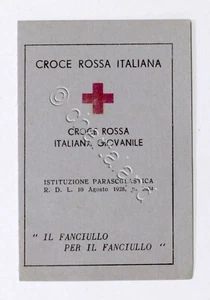 CROCE ROSSA ITALIANA
CROCE ROSSA
ITALIANA GIOVANILE
ISTITUZIONE PARASCOLASTICA
R. D. L. 10 Agosto 1928,
" IL FANCIULLO
PER IL FANCIULLO "